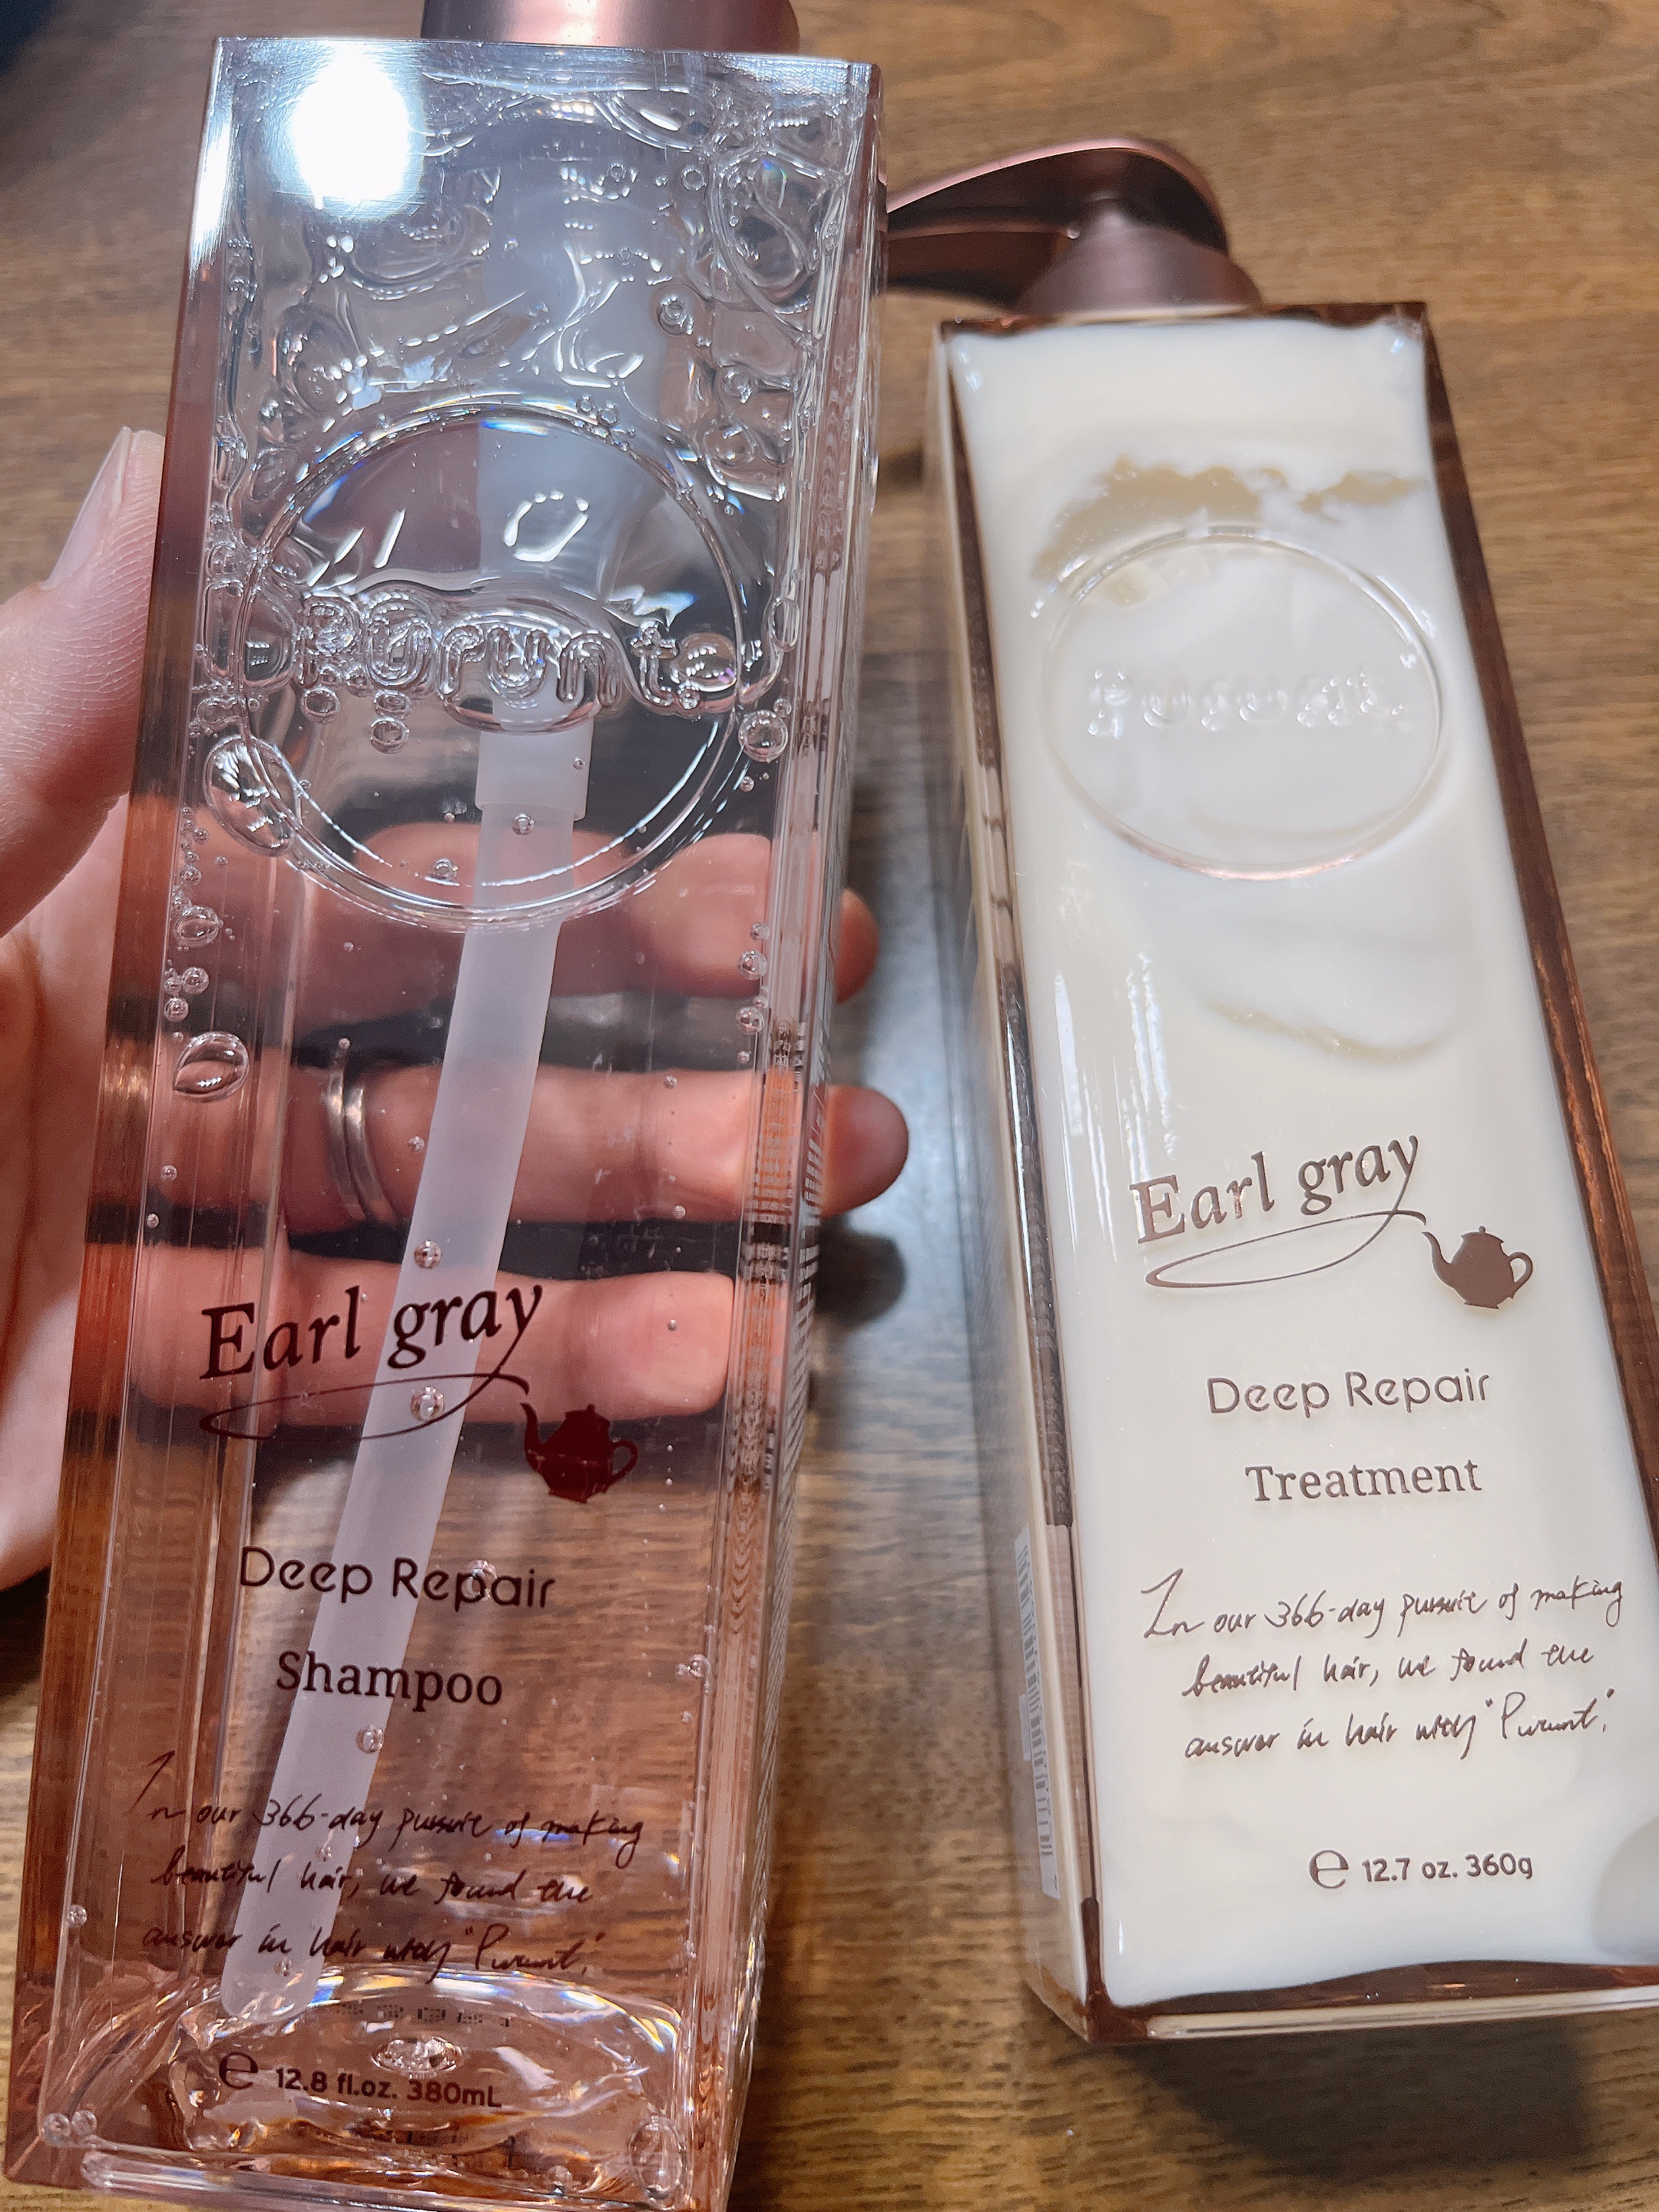 Purunt.
Earl gray
Deep Repair
Shampoo
In our 366-day pursuit of making
beautiful hair, we found the
answer in hair with "Purunt."
℮ 12.8 fl.oz. 380mL
Purunt.
Earl gray
Deep Repair
Treatment
In our 366-day pursuit of making
beautiful hair, we found the
answer in hair with "Purunt."
℮ 12.7 oz. 360g